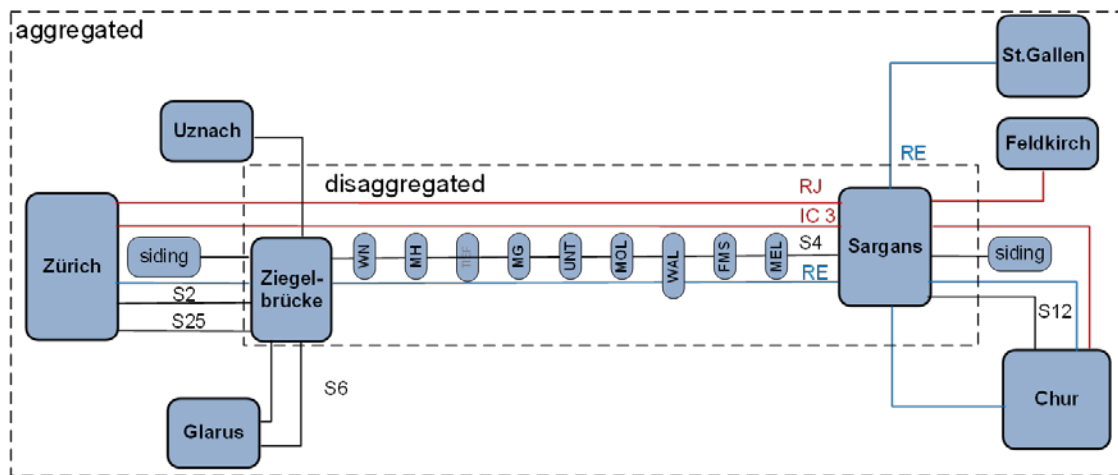 aggregated
St.Gallen
Uznach
RE
Feldkirch
disaggregated
RJ
IC 3
Zürich
siding
Ziegel-
brücke
WN
MH
TIEF
MG
UNT
MOL
WAL
FMS
MEL
S4
RE
Sargans
siding
S2
S25
S12
S6
Glarus
Chur